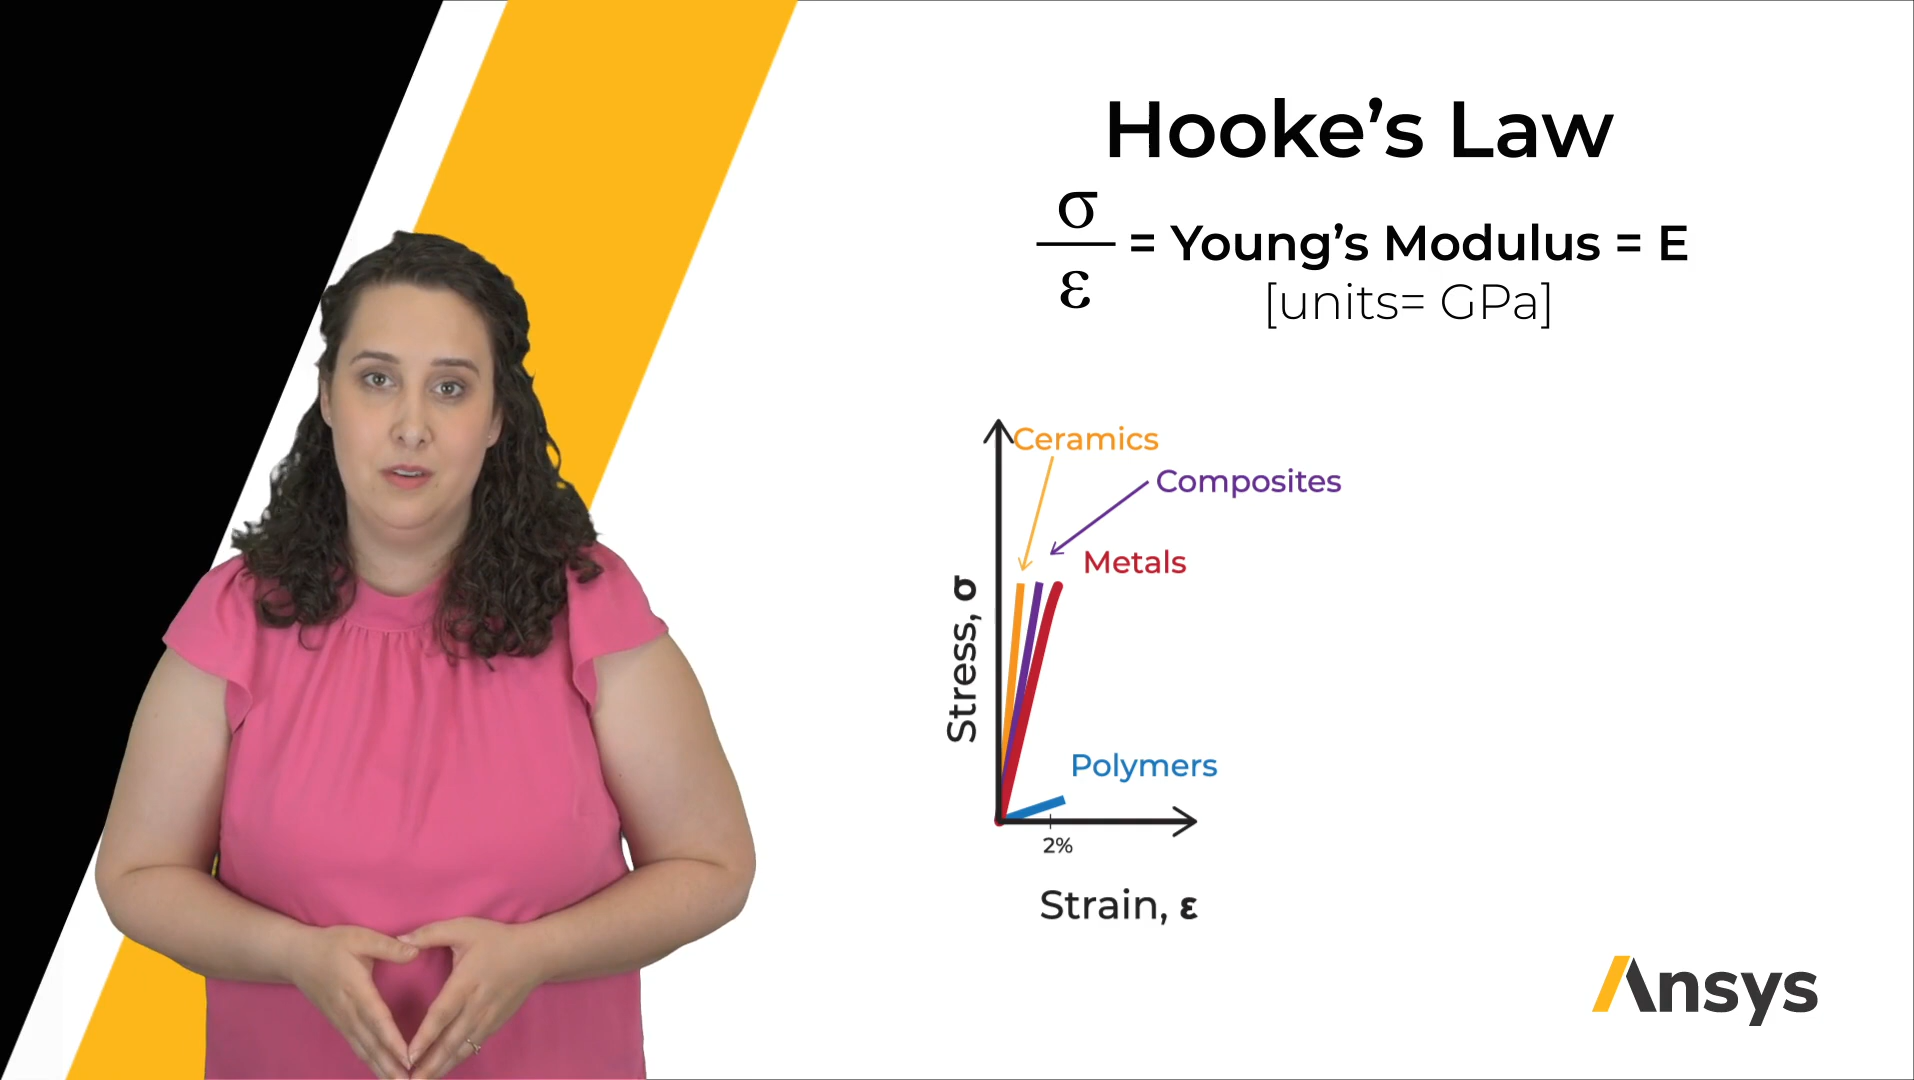 Hooke’s Law
σ
ε
= Young’s Modulus = E
[units= GPa]
Ceramics
Composites
Metals
Stress, σ
Polymers
2%
Strain, ε
Ansys